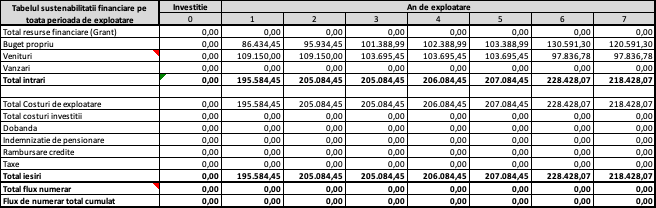 Tabelul sustenabilitatii financiare pe Investitie An de exploatare
toata perioada de exploatare 0 1 2 3 4 5 6 7
Total resurse financiare (Grant) 0,00 0,00 0,00 0,00 0,00 0,00 0,00 0,00
Buget propriu 0,00 86.434,45 95.934,45 101.388,99 102.388,99 103.388,99 130.591,30 120.591,30
Venituri 0,00 109.150,00 109.150,00 103.695,45 103.695,45 103.695,45 97.836,78 97.836,78
Vanzari 0,00 0,00 0,00 0,00 0,00 0,00 0,00 0,00
Total intrari 0,00 195.584,45 205.084,45 205.084,45 206.084,45 207.084,45 228.428,07 218.428,07
Total Costuri de exploatare 0,00 195.584,45 205.084,45 205.084,45 206.084,45 207.084,45 228.428,07 218.428,07
Total costuri investitii 0,00 0,00 0,00 0,00 0,00 0,00 0,00 0,00
Dobanda 0,00 0,00 0,00 0,00 0,00 0,00 0,00 0,00
Indemnizatie de pensionare 0,00 0,00 0,00 0,00 0,00 0,00 0,00 0,00
Rambursare credite 0,00 0,00 0,00 0,00 0,00 0,00 0,00 0,00
Taxe 0,00 0,00 0,00 0,00 0,00 0,00 0,00 0,00
Total iesiri 0,00 195.584,45 205.084,45 205.084,45 206.084,45 207.084,45 228.428,07 218.428,07
Total flux numerar 0,00 0,00 0,00 0,00 0,00 0,00 0,00 0,00
Flux de numerar total cumulat 0,00 0,00 0,00 0,00 0,00 0,00 0,00 0,00